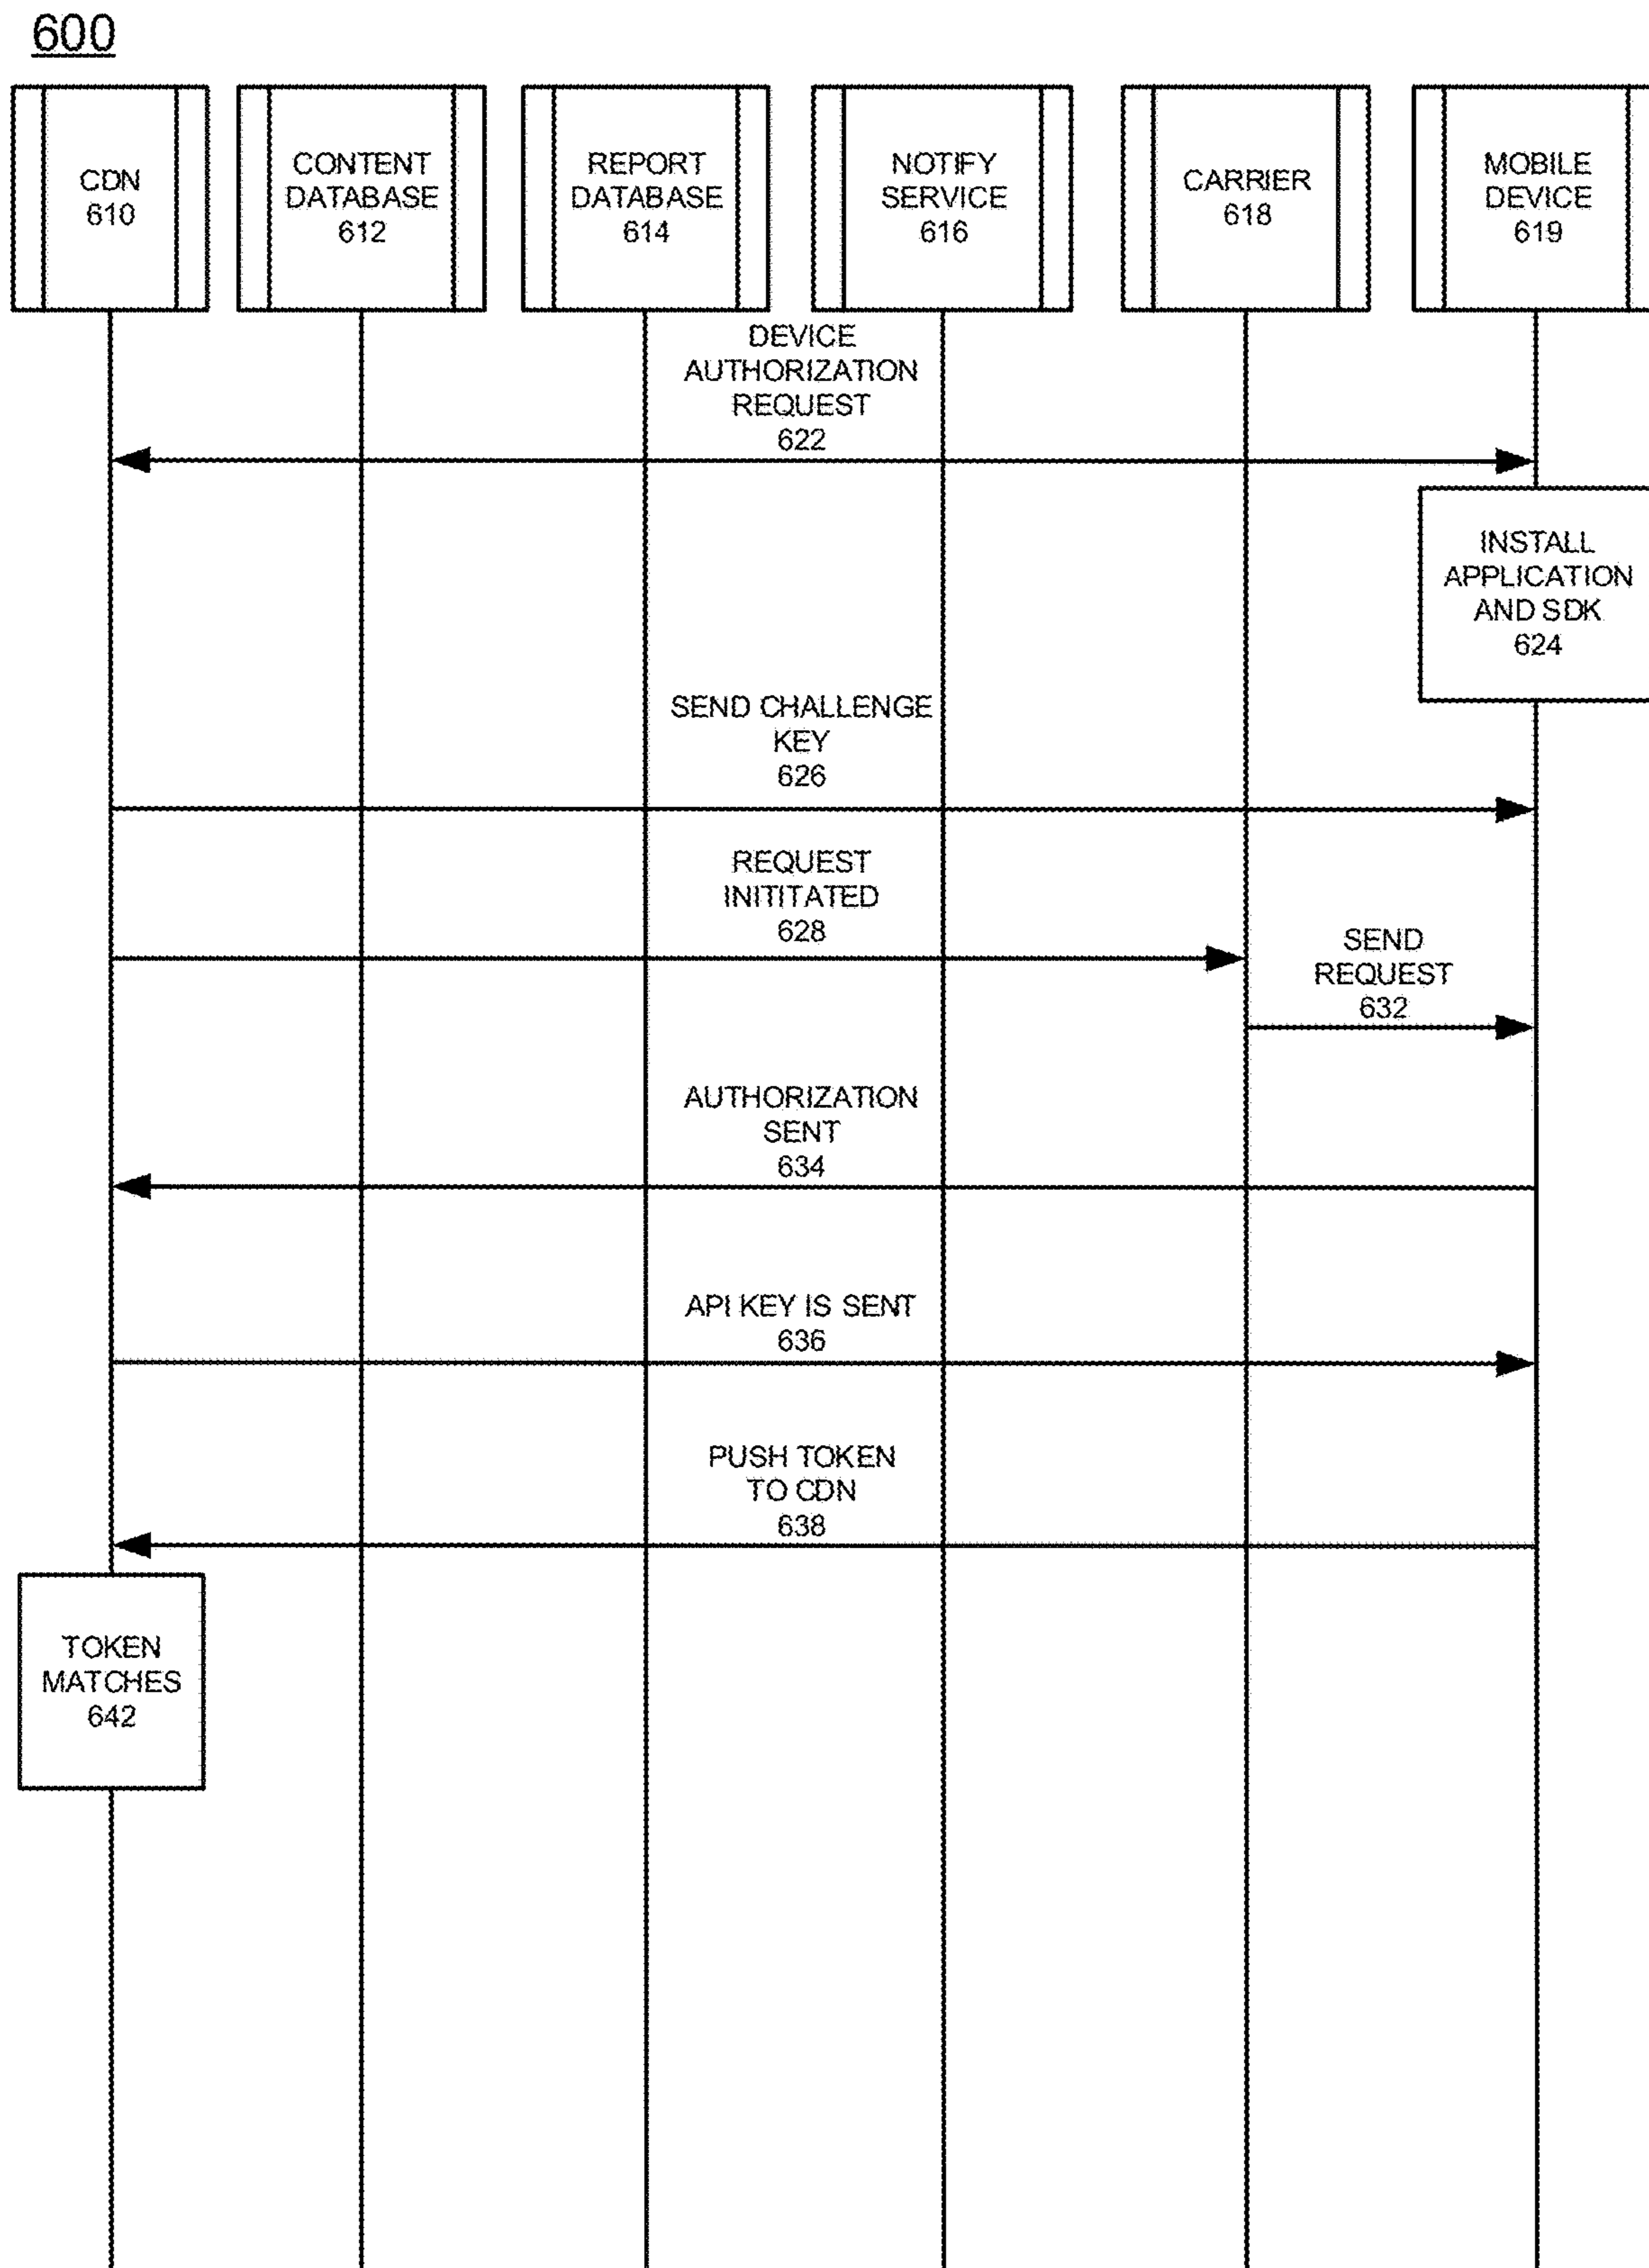 600
CDN
610
CONTENT
DATABASE
612
REPORT
DATABASE
614
NOTIFY
SERVICE
616
CARRIER
618
MOBILE
DEVICE
619
DEVICE
AUTHORIZATION
REQUEST
622
INSTALL
APPLICATION
AND SDK
624
SEND CHALLENGE
KEY
626
REQUEST
INITITATED
628
SEND
REQUEST
632
AUTHORIZATION
SENT
634
API KEY IS SENT
636
PUSH TOKEN
TO CDN
638
TOKEN
MATCHES
642